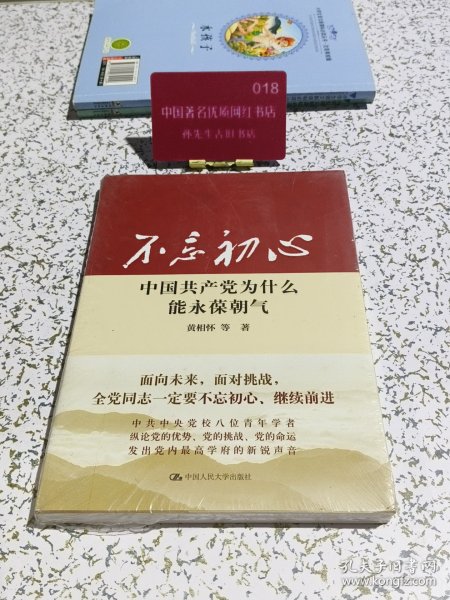 水孩子
018
中国著名优质网红书店
孙先生古旧书店
不忘初心
中国共产党为什么
能永葆朝气
黄相怀 等 著
面向未来，面对挑战，
全党同志一定要不忘初心、继续前进
中共中央党校八位青年学者
纵论党的优势、党的挑战、党的命运
发出党内最高学府的新锐声音
中国人民大学出版社
孔夫子旧书网